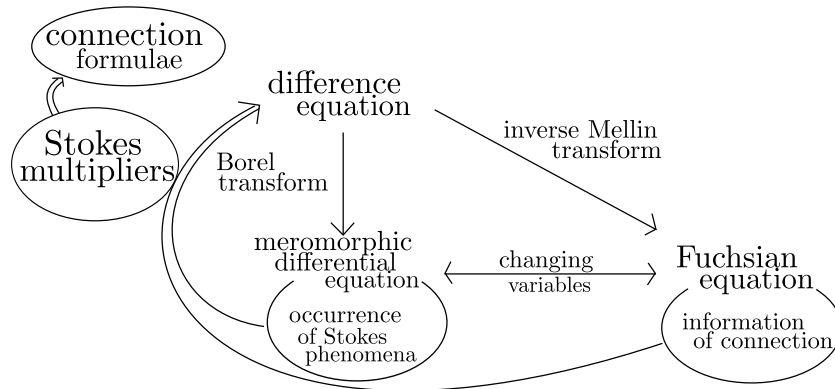 connection
formulae
Stokes
multipliers
difference
equation
inverse Mellin
transform
Borel
transform
meromorphic
differential
equation
changing
variables
Fuchsian
equation
occurrence
of Stokes
phenomena
information
of connection